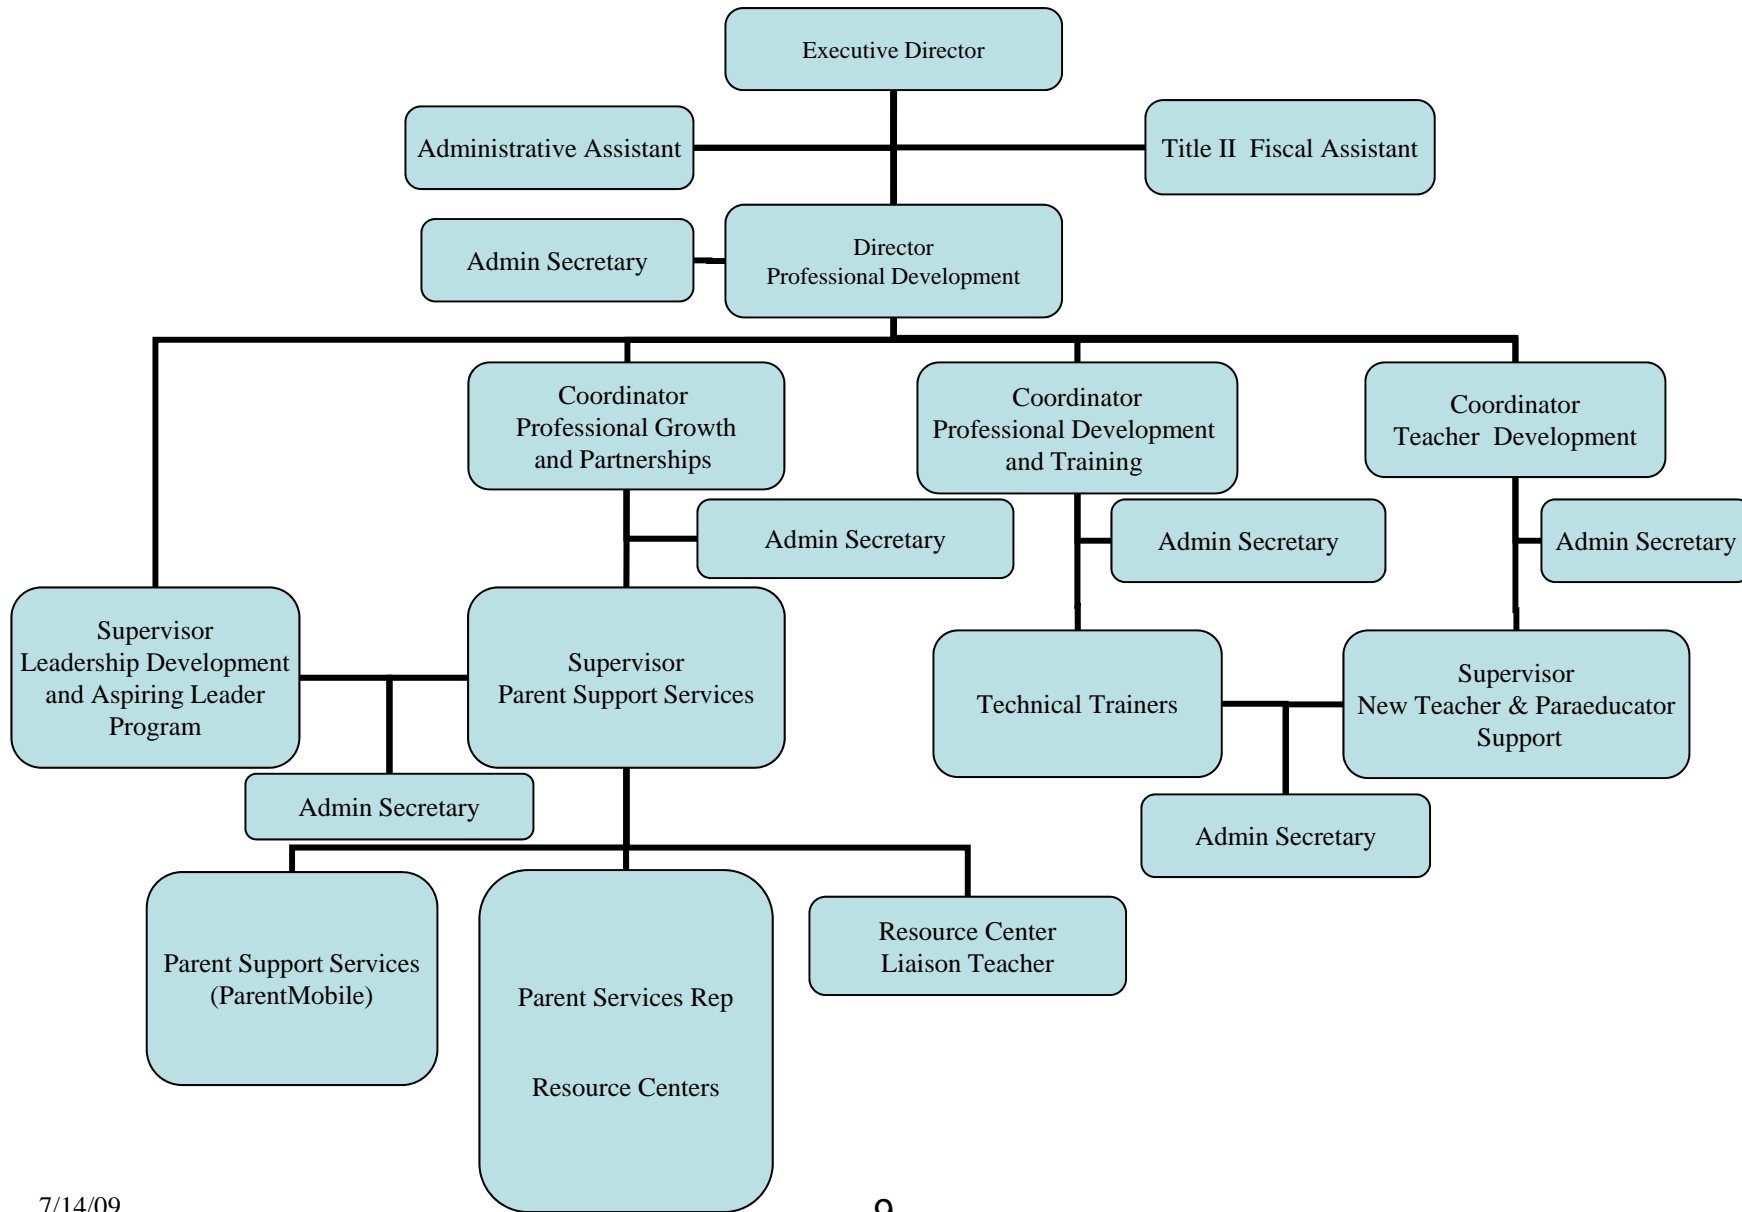 Executive Director
Administrative Assistant
Title II  Fiscal Assistant
Admin Secretary
Director
Professional Development
Coordinator
Professional Growth
and Partnerships
Coordinator
Professional Development
and Training
Coordinator
Teacher  Development
Admin Secretary
Admin Secretary
Admin Secretary
Supervisor
Leadership Development
and Aspiring Leader
Program
Supervisor
Parent Support Services
Technical Trainers
Supervisor
New Teacher & Paraeducator
Support
Admin Secretary
Admin Secretary
Parent Support Services
(ParentMobile)
Parent Services Rep
Resource Centers
Resource Center
Liaison Teacher
7/14/09